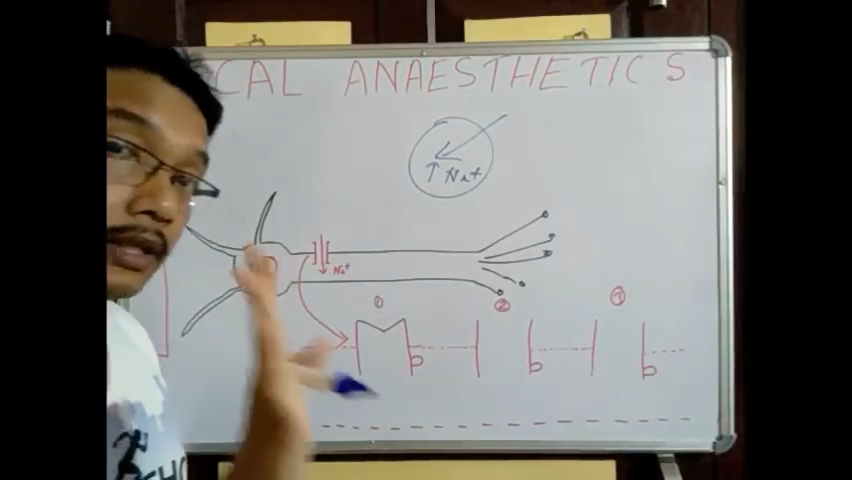 CAL ANAESTHETICS
↑ Na+
Na+
① ② ③